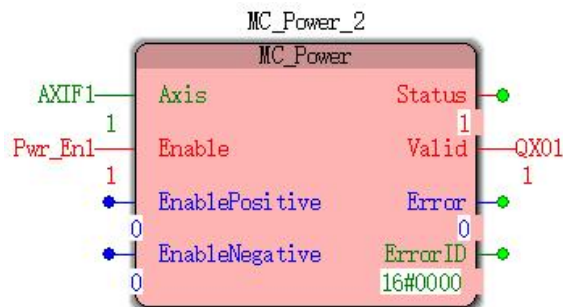 MC_Power_2
MC_Power
AXIF1 Axis Status
1 1
Pwr_En1 Enable Valid QX01
1 1
EnablePositive Error
0 0
EnableNegative ErrorID
0 16#0000